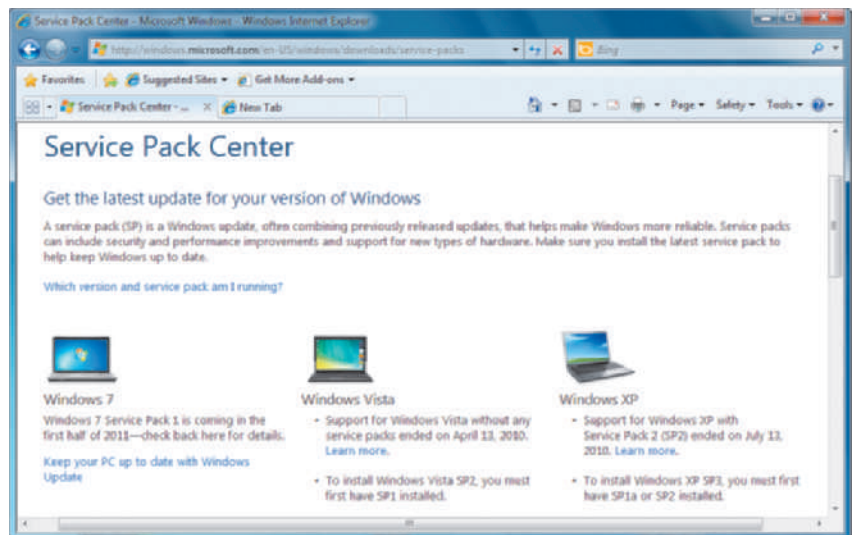 Service Pack Center - Microsoft Windows - Windows Internet Explorer
http://windows.microsoft.com/en-US/windows/downloads/service-packs
Bing
Favorites Suggested Sites Get More Add-ons
Service Pack Center - ... New Tab Page Safety Tools
Service Pack Center
Get the latest update for your version of Windows
A service pack (SP) is a Windows update, often combining previously released updates, that helps make Windows more reliable. Service packs
can include security and performance improvements and support for new types of hardware. Make sure you install the latest service pack to
help keep Windows up to date.
Which version and service pack am I running?
Windows 7
Windows 7 Service Pack 1 is coming in the
first half of 2011—check back here for details.
Keep your PC up to date with Windows
Update
Windows Vista
• Support for Windows Vista without any
service packs ended on April 13, 2010.
Learn more.
• To install Windows Vista SP2, you must
first have SP1 installed.
Windows XP
• Support for Windows XP with
Service Pack 2 (SP2) ended on July 13,
2010. Learn more.
• To install Windows XP SP3, you must first
have SP1a or SP2 installed.